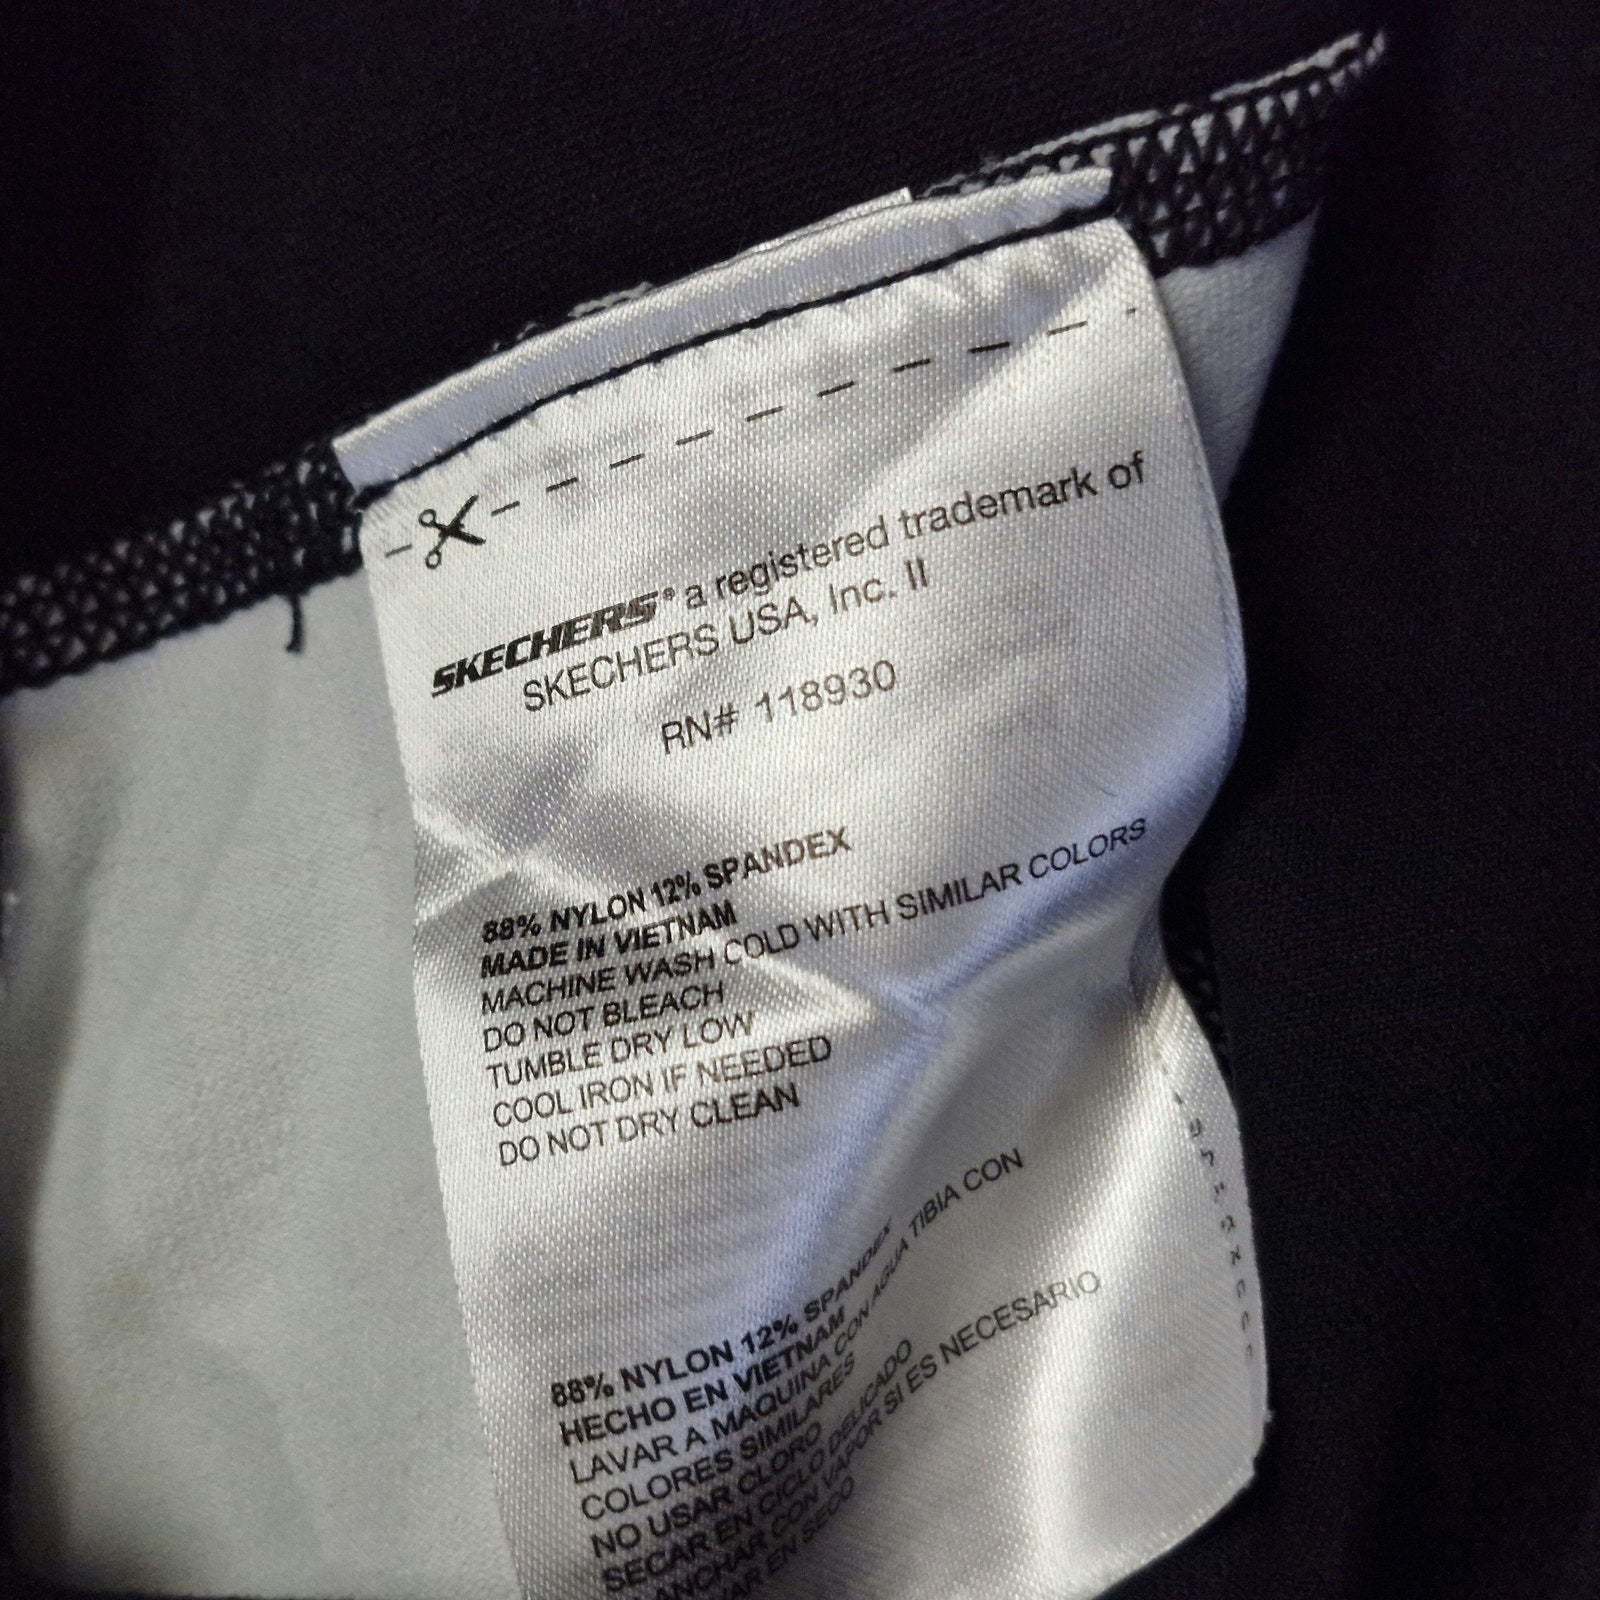 SKECHERS® a registered trademark of
SKECHERS USA, Inc. II
RN# 118930
88% NYLON 12% SPANDEX
MADE IN VIETNAM
MACHINE WASH COLD WITH SIMILAR COLORS
DO NOT BLEACH
TUMBLE DRY LOW
COOL IRON IF NEEDED
DO NOT DRY CLEAN
88% NYLON 12% SPANDEX
HECHO EN VIETNAM
LAVAR A MAQUINA CON AGUA TIBIA CON
COLORES SIMILARES
NO USAR CLORO
SECAR EN CICLO DELICADO
CON VAPOR SI ES NECESARIO
EN SECO